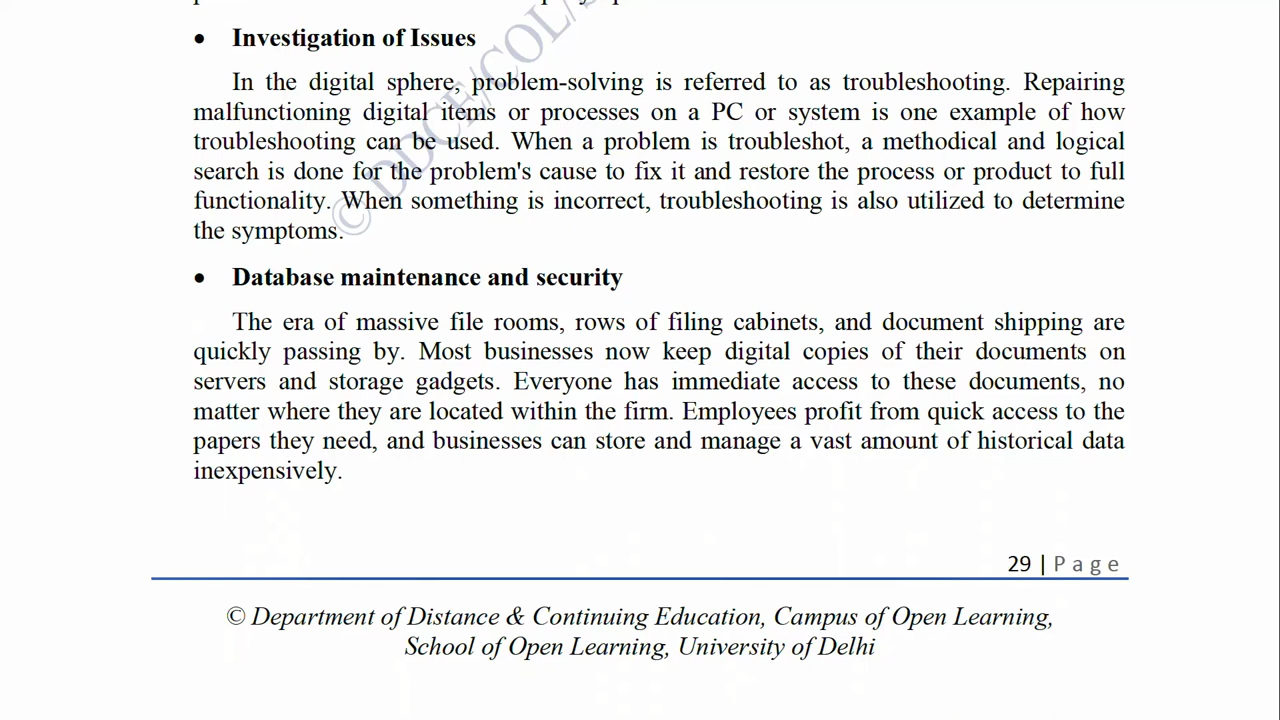 • Investigation of Issues
In the digital sphere, problem-solving is referred to as troubleshooting. Repairing
malfunctioning digital items or processes on a PC or system is one example of how
troubleshooting can be used. When a problem is troubleshot, a methodical and logical
search is done for the problem's cause to fix it and restore the process or product to full
functionality. When something is incorrect, troubleshooting is also utilized to determine
the symptoms.
• Database maintenance and security
The era of massive file rooms, rows of filing cabinets, and document shipping are
quickly passing by. Most businesses now keep digital copies of their documents on
servers and storage gadgets. Everyone has immediate access to these documents, no
matter where they are located within the firm. Employees profit from quick access to the
papers they need, and businesses can store and manage a vast amount of historical data
inexpensively.
29 | Page
© Department of Distance & Continuing Education, Campus of Open Learning,
School of Open Learning, University of Delhi
© DDCE/COL/